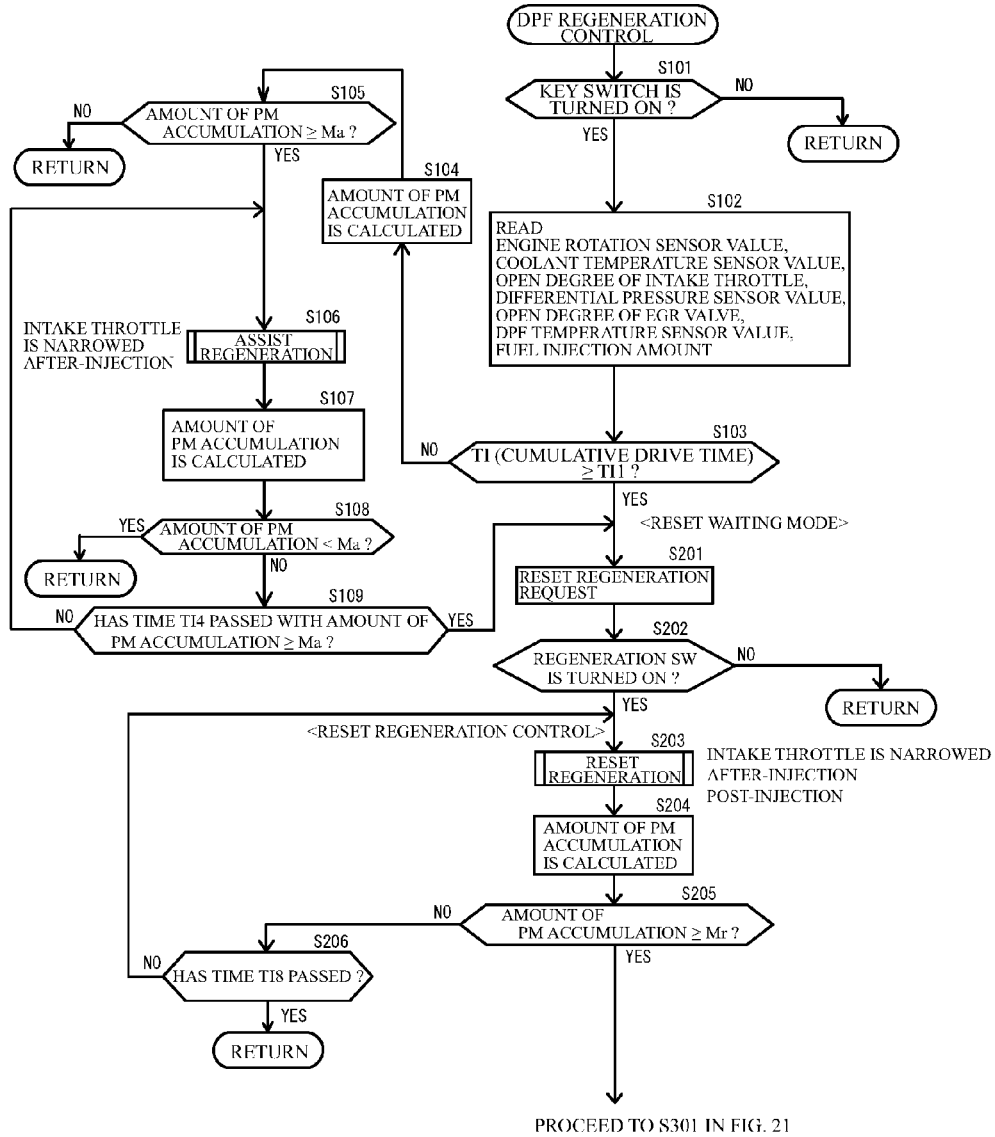 DPF REGENERATION
CONTROL
S101
KEY SWITCH IS
TURNED ON ?
NO
RETURN
YES
S102
READ
ENGINE ROTATION SENSOR VALUE,
COOLANT TEMPERATURE SENSOR VALUE,
OPEN DEGREE OF INTAKE THROTTLE,
DIFFERENTIAL PRESSURE SENSOR VALUE,
OPEN DEGREE OF EGR VALVE,
DPF TEMPERATURE SENSOR VALUE,
FUEL INJECTION AMOUNT
S103
TI (CUMULATIVE DRIVE TIME)
≥ TI1 ?
NO
YES
S104
AMOUNT OF PM
ACCUMULATION
IS CALCULATED
S105
AMOUNT OF PM
ACCUMULATION ≥ Ma ?
NO
RETURN
YES
INTAKE THROTTLE
IS NARROWED
AFTER-INJECTION
S106
ASSIST
REGENERATION
S107
AMOUNT OF
PM ACCUMULATION
IS CALCULATED
S108
AMOUNT OF PM
ACCUMULATION < Ma ?
YES
RETURN
NO
S109
HAS TIME TI4 PASSED WITH AMOUNT OF
PM ACCUMULATION ≥ Ma ?
NO
YES
<RESET WAITING MODE>
S201
RESET REGENERATION
REQUEST
S202
REGENERATION SW
IS TURNED ON ?
NO
RETURN
YES
<RESET REGENERATION CONTROL>
S203
RESET
REGENERATION
INTAKE THROTTLE IS NARROWED
AFTER-INJECTION
POST-INJECTION
S204
AMOUNT OF PM
ACCUMULATION
IS CALCULATED
S205
AMOUNT OF
PM ACCUMULATION ≥ Mr ?
NO
YES
S206
HAS TIME TI8 PASSED ?
NO
YES
RETURN
PROCEED TO S301 IN FIG. 21